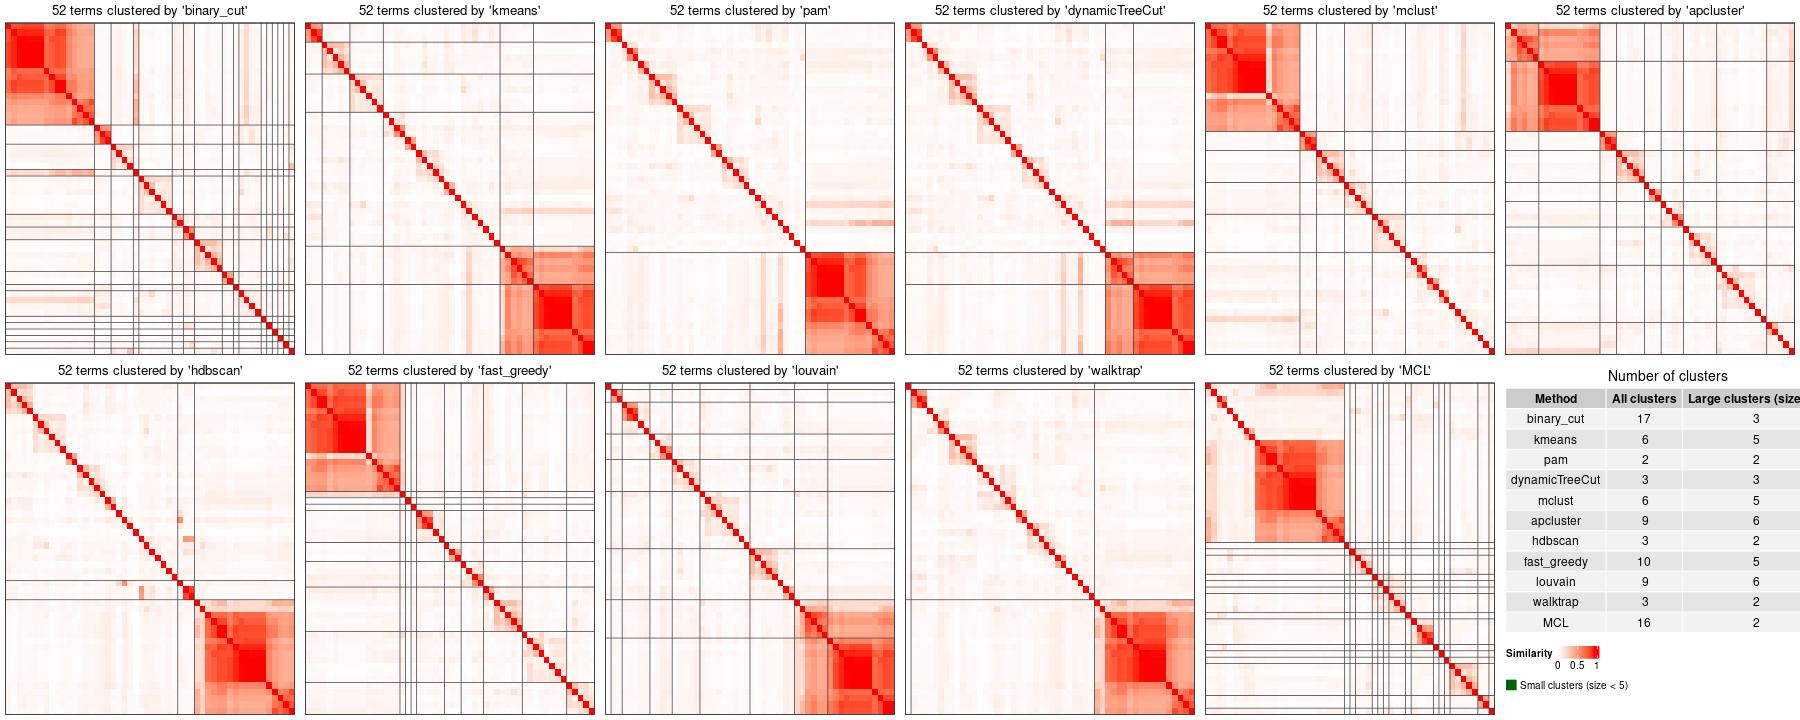 52 terms clustered by 'binary_cut'
52 terms clustered by 'kmeans'
52 terms clustered by 'pam'
52 terms clustered by 'dynamicTreeCut'
52 terms clustered by 'mclust'
52 terms clustered by 'apcluster'
52 terms clustered by 'hdbscan'
52 terms clustered by 'fast_greedy'
52 terms clustered by 'louvain'
52 terms clustered by 'walktrap'
52 terms clustered by 'MCL'
Number of clusters
Method All clusters Large clusters (size
binary_cut 17 3
kmeans 6 5
pam 2 2
dynamicTreeCut 3 3
mclust 6 5
apcluster 9 6
hdbscan 3 2
fast_greedy 10 5
louvain 9 6
walktrap 3 2
MCL 16 2
Similarity
0 0.5 1
Small clusters (size < 5)